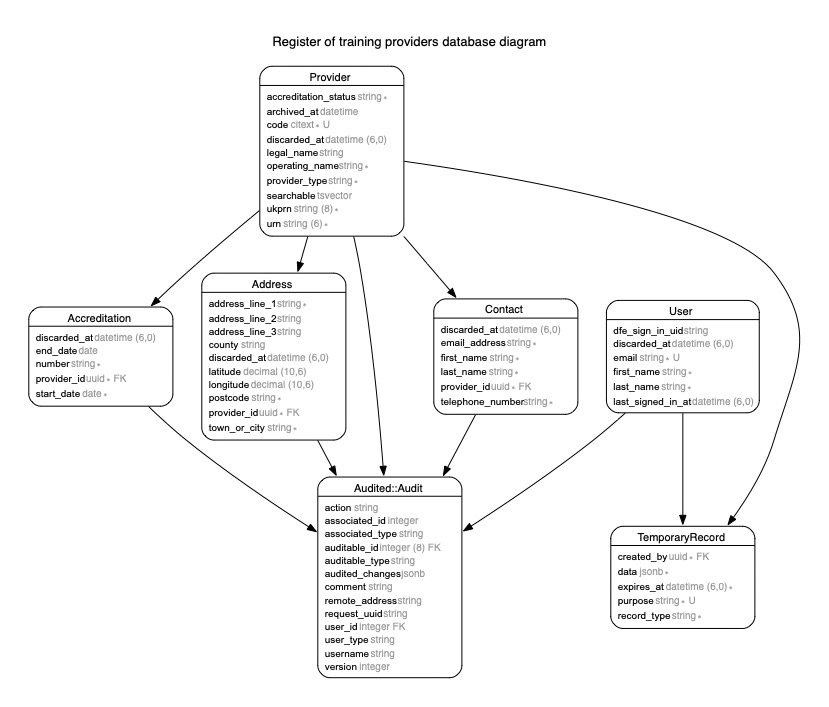 Register of training providers database diagram
Provider
accreditation_status string ∗
archived_at datetime
code citext ∗ U
discarded_at datetime (6,0)
legal_name string
operating_name string ∗
provider_type string ∗
searchable tsvector
ukprn string (8) ∗
urn string (6) ∗
Accreditation
discarded_at datetime (6,0)
end_date date
number string ∗
provider_id uuid ∗ FK
start_date date ∗
Address
address_line_1 string ∗
address_line_2 string
address_line_3 string
county string
discarded_at datetime (6,0)
latitude decimal (10,6)
longitude decimal (10,6)
postcode string ∗
provider_id uuid ∗ FK
town_or_city string ∗
Contact
discarded_at datetime (6,0)
email_address string ∗
first_name string ∗
last_name string ∗
provider_id uuid ∗ FK
telephone_number string ∗
User
dfe_sign_in_uid string
discarded_at datetime (6,0)
email string ∗ U
first_name string ∗
last_name string ∗
last_signed_in_at datetime (6,0)
Audited::Audit
action string
associated_id integer
associated_type string
auditable_id integer (8) FK
auditable_type string
audited_changes jsonb
comment string
remote_address string
request_uuid string
user_id integer FK
user_type string
username string
version integer
TemporaryRecord
created_by uuid ∗ FK
data jsonb ∗
expires_at datetime (6,0) ∗
purpose string ∗ U
record_type string ∗